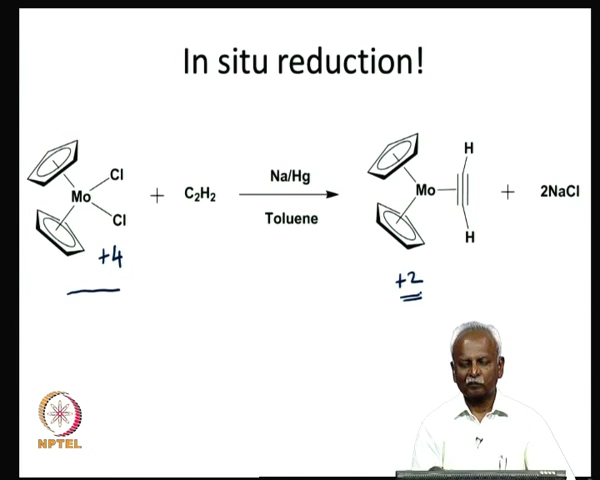 In situ reduction!
Mo
Cl
Cl
+
C₂H₂
Na/Hg
Toluene
Mo
H
H
+
2NaCl
+4
+2
NPTEL